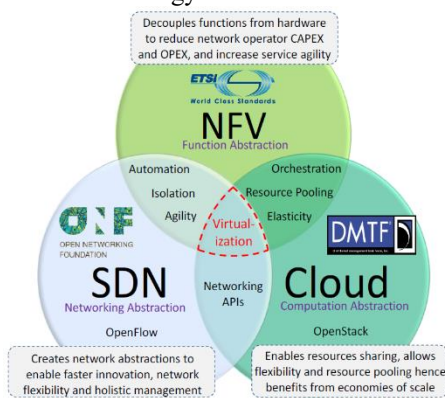 Decouples functions from hardware
to reduce network operator CAPEX
and OPEX, and increase service agility
ETSI
World Class Standards
NFV
Function Abstraction
Automation
Isolation
Agility
Orchestration
Resource Pooling
Elasticity
Virtual-
ization
OPEN NETWORKING
FOUNDATION
DMTF
SDN
Networking Abstraction
OpenFlow
Networking
APIs
Cloud
Computation Abstraction
OpenStack
Creates network abstractions to
enable faster innovation, network
flexibility and holistic management
Enables resources sharing, allows
flexibility and resource pooling hence
benefits from economies of scale